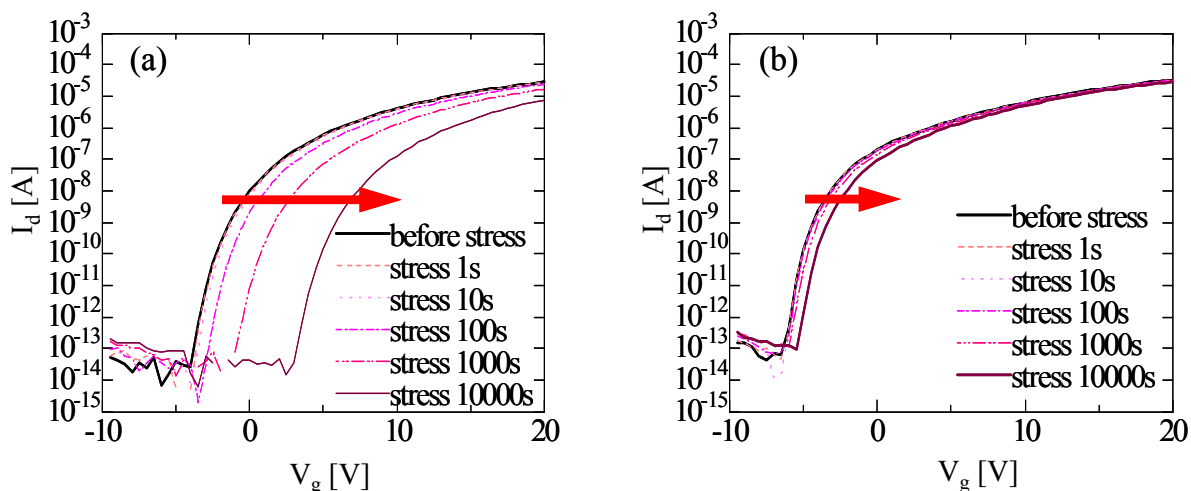 (a)
10^-3
10^-4
10^-5
10^-6
10^-7
10^-8
10^-9
10^-10
10^-11
10^-12
10^-13
10^-14
10^-15
I_d [A]
before stress
stress 1s
stress 10s
stress 100s
stress 1000s
stress 10000s
-10 0 10 20
V_g [V]
(b)
10^-3
10^-4
10^-5
10^-6
10^-7
10^-8
10^-9
10^-10
10^-11
10^-12
10^-13
10^-14
10^-15
I_d [A]
before stress
stress 1s
stress 10s
stress 100s
stress 1000s
stress 10000s
-10 0 10 20
V_g [V]